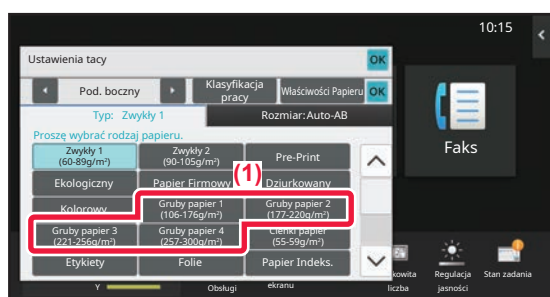 10:15
Ustawienia tacy OK
Pod. boczny Klasyfikacja pracy Właściwości Papieru OK
Typ: Zwykły 1 Rozmiar:Auto-AB
Proszę wybrać rodzaj papieru.
Zwykły 1 (60-89g/m²) Zwykły 2 (90-105g/m²) Pre-Print
Ekologiczny Papier Firmowy (1) Dziurkowany
Kolorowy Gruby papier 1 (106-176g/m²) Gruby papier 2 (177-220g/m²)
Gruby papier 3 (221-256g/m²) Gruby papier 4 (257-300g/m²) Cienki papier (55-59g/m²)
Etykiety Folie Papier Indeks.
Faks
Y
Obsługi
ekranu
kowita liczba
Regulacja jasności
Stan zadania